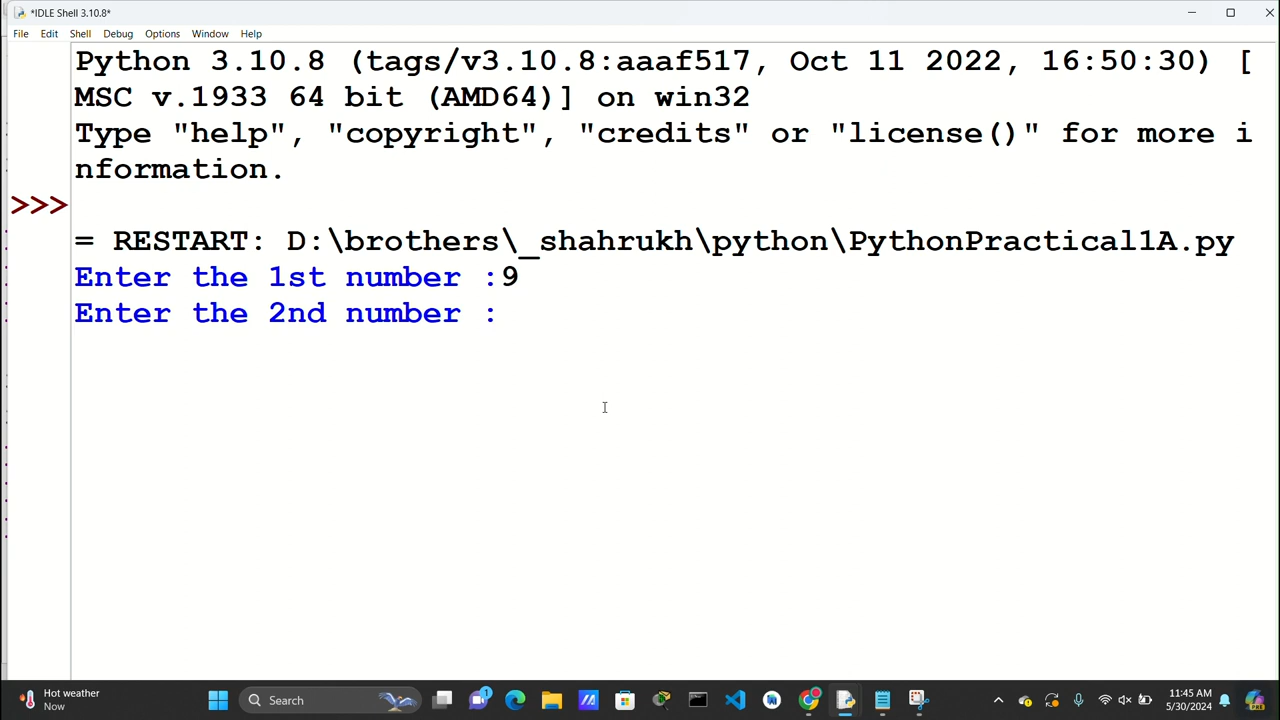 *IDLE Shell 3.10.8*
File Edit Shell Debug Options Window Help
Python 3.10.8 (tags/v3.10.8:aaaf517, Oct 11 2022, 16:50:30) [
MSC v.1933 64 bit (AMD64)] on win32
Type "help", "copyright", "credits" or "license()" for more i
nformation.
>>>
= RESTART: D:\brothers\_shahrukh\python\PythonPractical1A.py
Enter the 1st number :9
Enter the 2nd number :
Hot weather
Now
Search
1
11:45 AM
5/30/2024
PRE